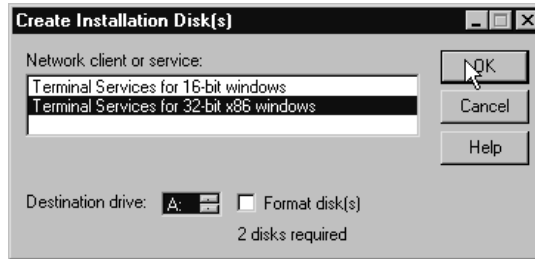 Create Installation Disk(s)
Network client or service:
Terminal Services for 16-bit windows
Terminal Services for 32-bit x86 windows
OK
Cancel
Help
Destination drive: A: Format disk(s)
2 disks required